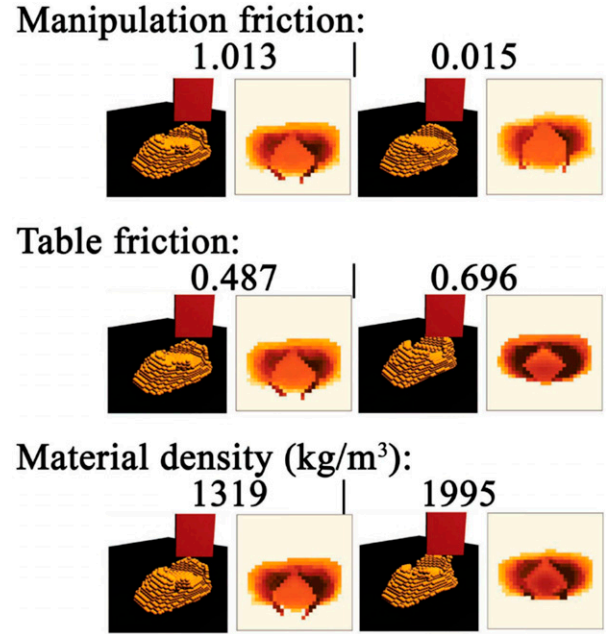 Manipulation friction:
1.013 | 0.015
Table friction:
0.487 | 0.696
Material density (kg/m³):
1319 | 1995